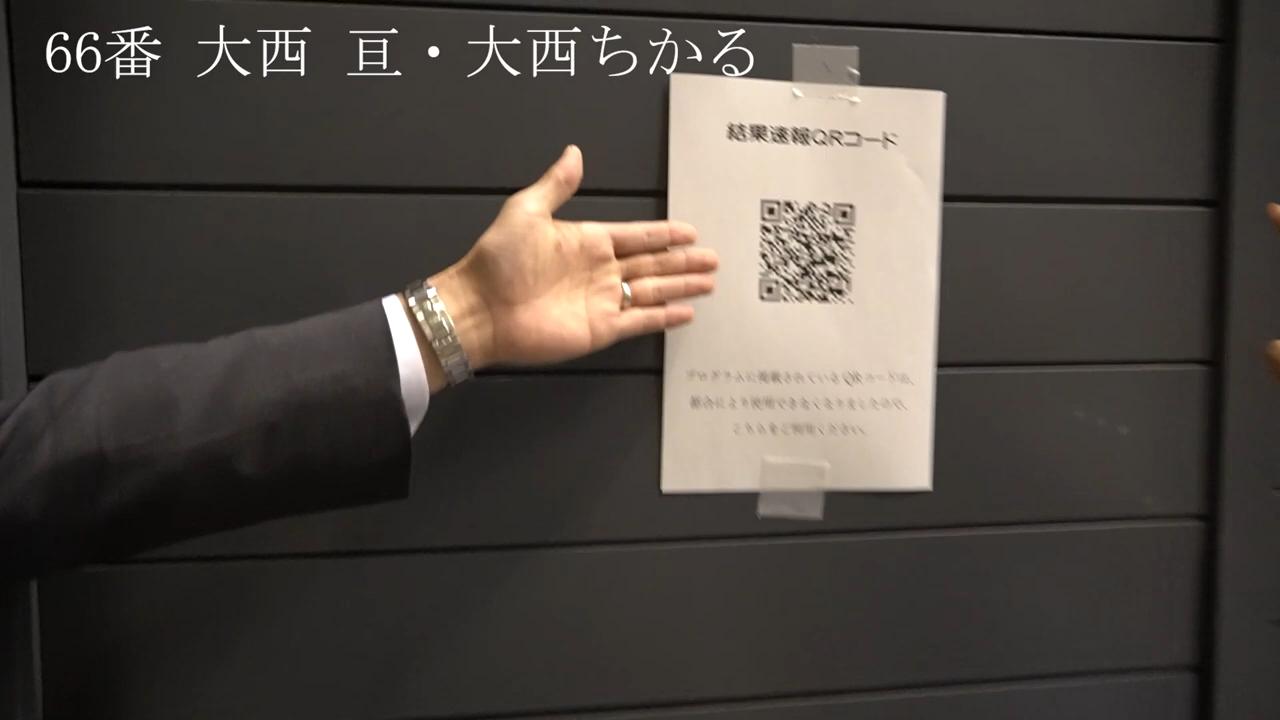 66番 大西 亘・大西ちかる
結果速報QRコード
プログラムに掲載されているQRコードは、
都合により使用できなくなりましたので、
こちらをご利用ください。